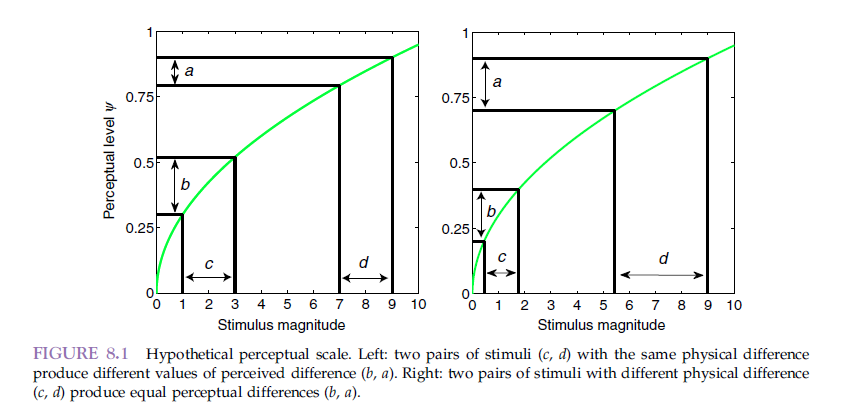 1
0.75
0.5
0.25
0
Perceptual level ψ
a
b
c
d
0 1 2 3 4 5 6 7 8 9 10
Stimulus magnitude
1
0.75
0.5
0.25
0
a
b
c
d
0 1 2 3 4 5 6 7 8 9 10
Stimulus magnitude
FIGURE 8.1 Hypothetical perceptual scale. Left: two pairs of stimuli (c, d) with the same physical difference
produce different values of perceived difference (b, a). Right: two pairs of stimuli with different physical difference
(c, d) produce equal perceptual differences (b, a).